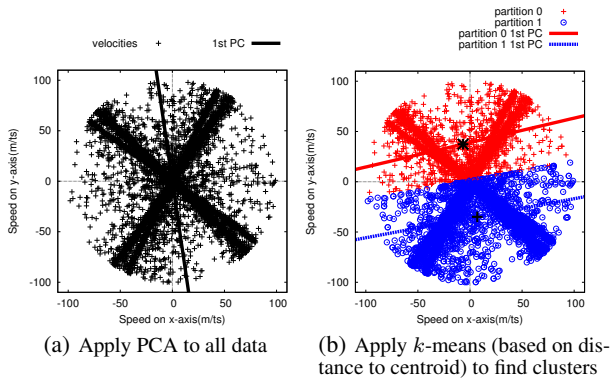 velocities
1st PC
100
50
0
-50
-100
Speed on y-axis(m/ts)
-100 -50 0 50 100
Speed on x-axis(m/ts)
(a) Apply PCA to all data
partition 0
partition 1
partition 0 1st PC
partition 1 1st PC
100
50
0
-50
-100
Speed on y-axis(m/ts)
-100 -50 0 50 100
Speed on x-axis(m/ts)
(b) Apply k-means (based on dis-
tance to centroid) to find clusters